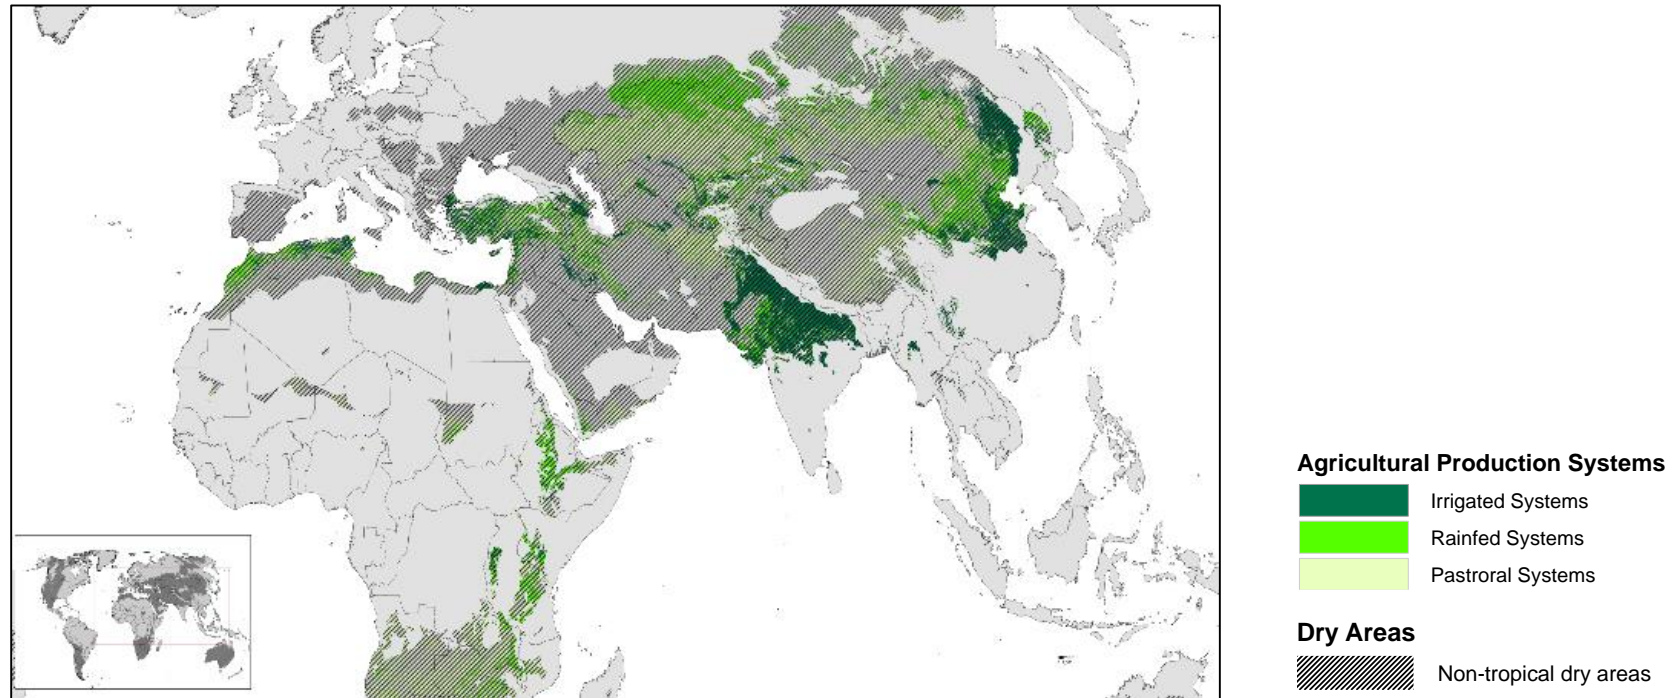 Agricultural Production Systems
Irrigated Systems
Rainfed Systems
Pastroral Systems
Dry Areas
Non-tropical dry areas